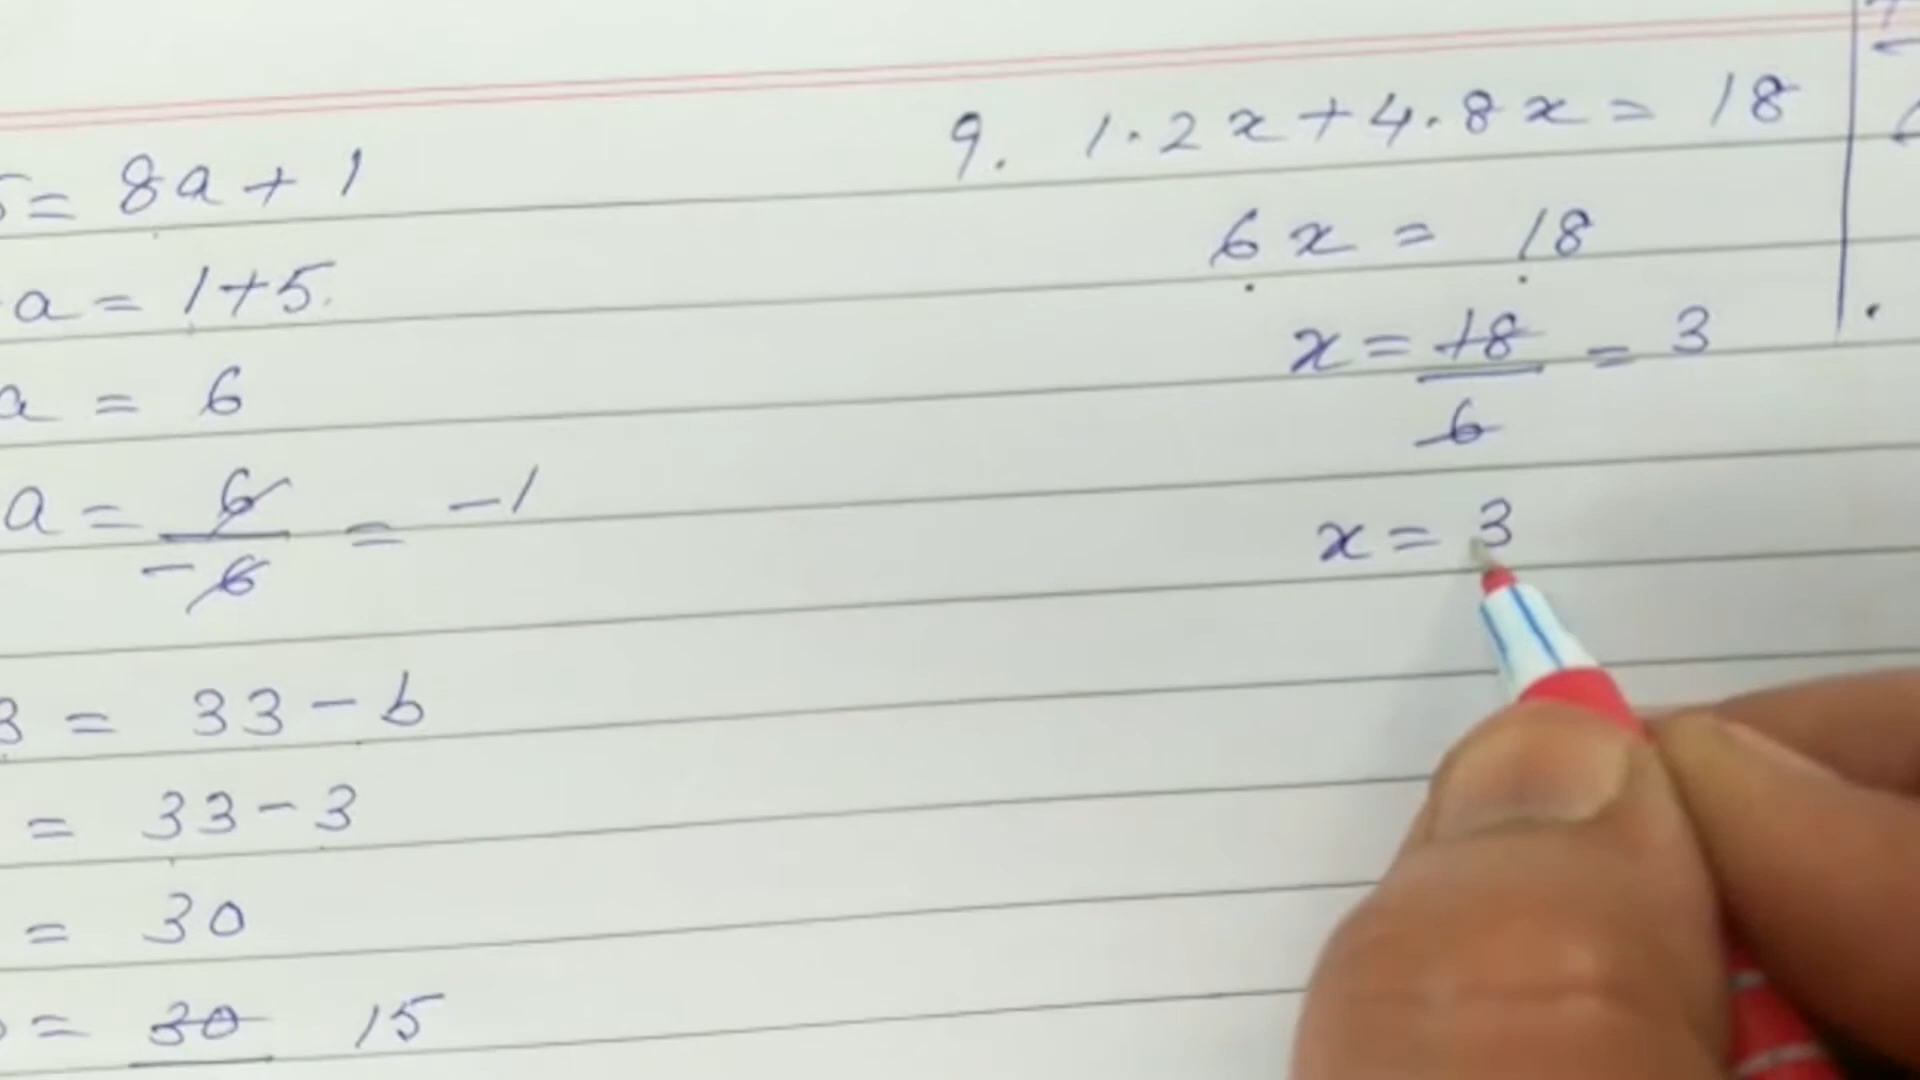 = 8a + 1
a = 1+5
a = 6
a = 6/-6 = -1
3 = 33 - b
= 33 - 3
= 30
= 30 15
9. 1.2x + 4.8x = 18
6x = 18
x = 18/6 = 3
x = 3